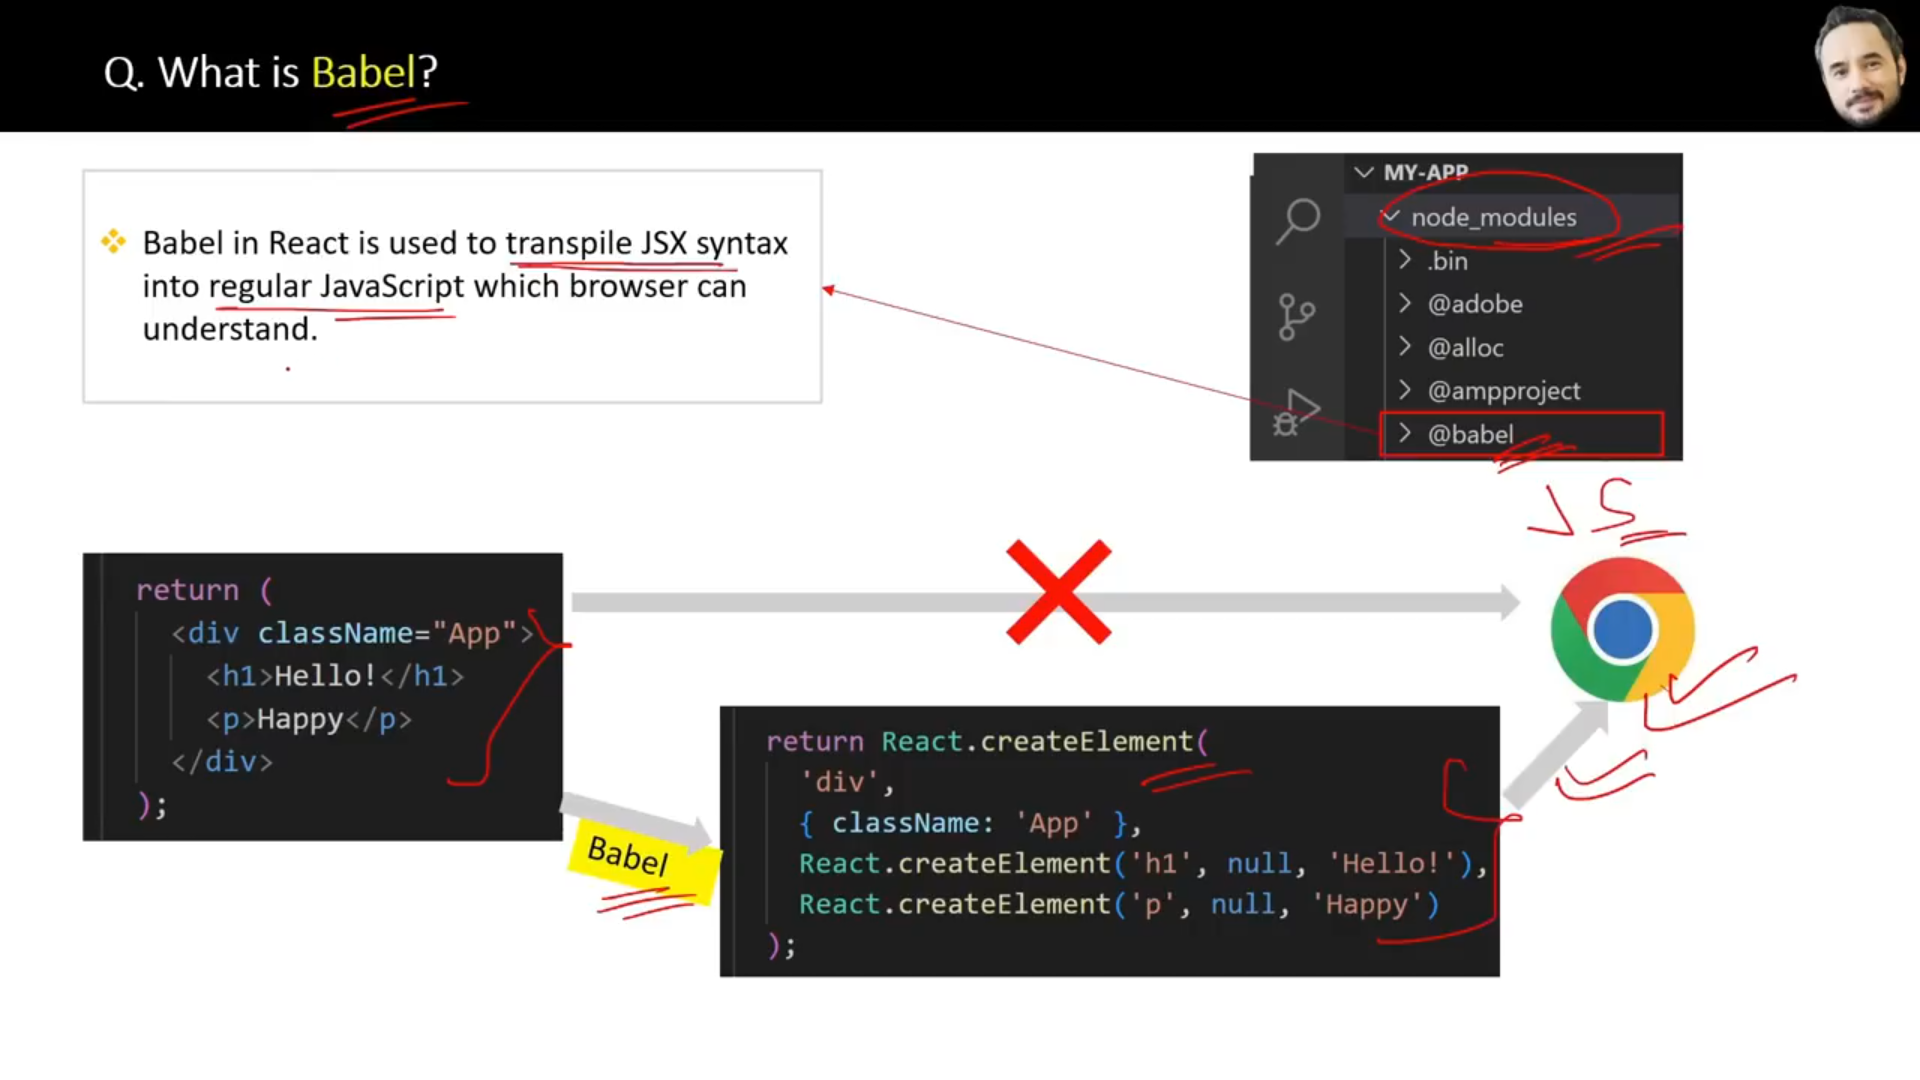 Q. What is Babel?
Babel in React is used to transpile JSX syntax
into regular JavaScript which browser can
understand.
MY-APP
node_modules
.bin
@adobe
@alloc
@ampproject
@babel
JS
return (
<div className="App">
<h1>Hello!</h1>
<p>Happy</p>
</div>
);
Babel
return React.createElement(
'div',
{ className: 'App' },
React.createElement('h1', null, 'Hello!'),
React.createElement('p', null, 'Happy')
);